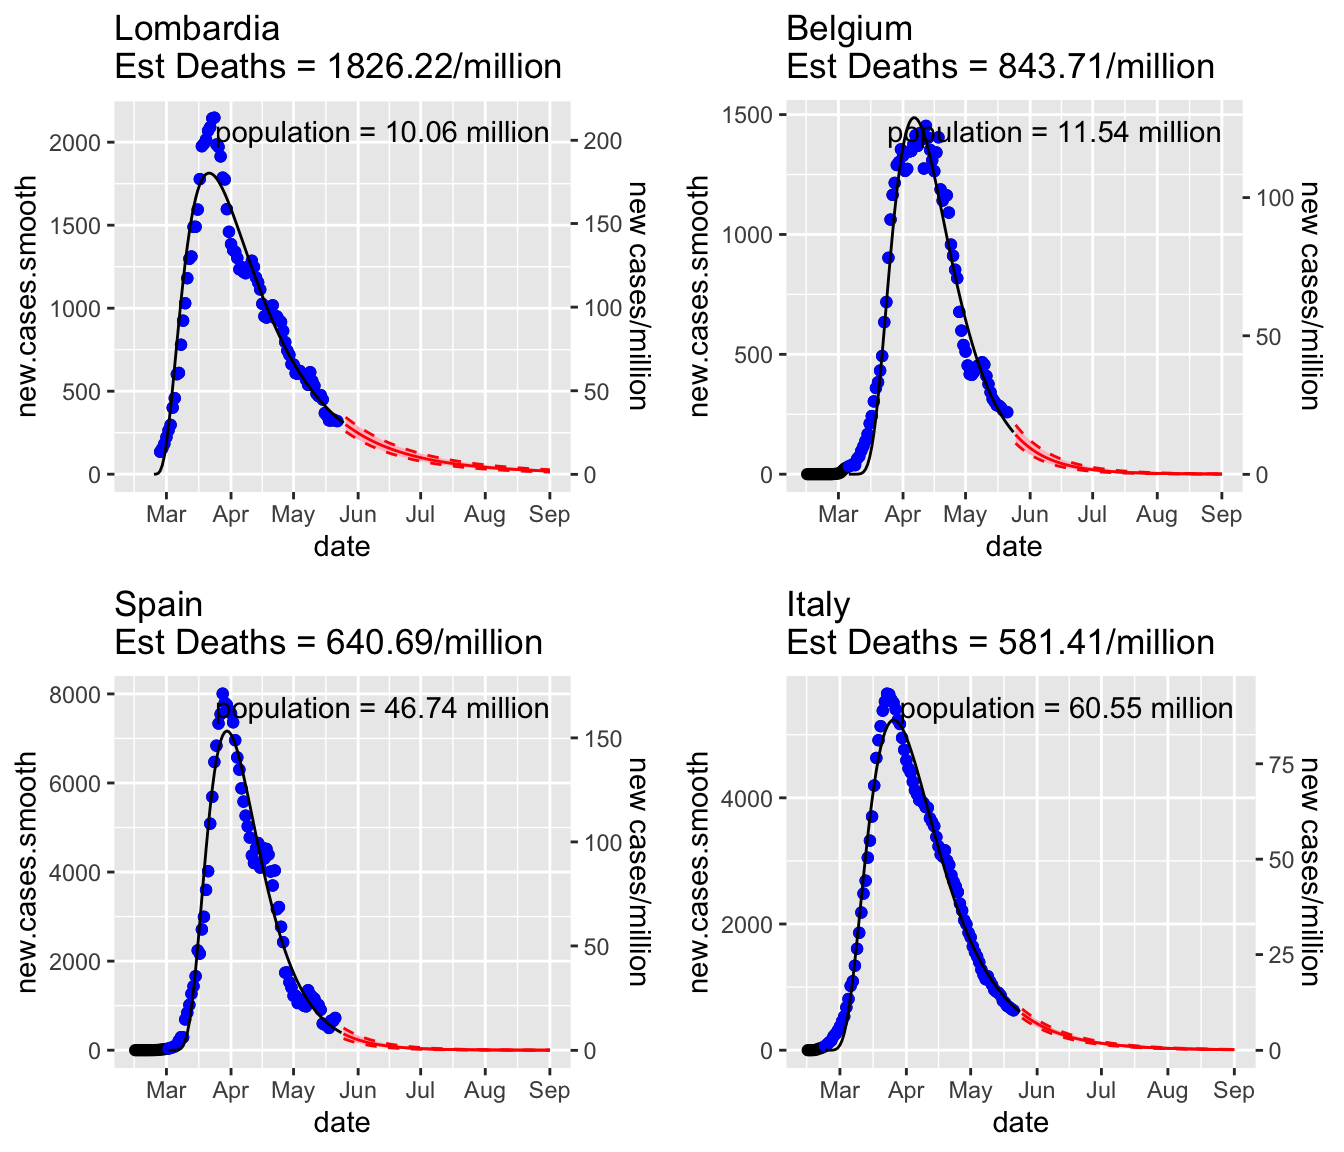 Lombardia
Est Deaths = 1826.22/million
population = 10.06 million
new.cases.smooth
2000
1500
1000
500
0
200
150
100
50
0
new cases/million
Mar Apr May Jun Jul Aug Sep
date
Belgium
Est Deaths = 843.71/million
population = 11.54 million
new.cases.smooth
1500
1000
500
0
100
50
0
new cases/million
Mar Apr May Jun Jul Aug Sep
date
Spain
Est Deaths = 640.69/million
population = 46.74 million
new.cases.smooth
8000
6000
4000
2000
0
150
100
50
0
new cases/million
Mar Apr May Jun Jul Aug Sep
date
Italy
Est Deaths = 581.41/million
population = 60.55 million
new.cases.smooth
4000
2000
0
75
50
25
0
new cases/million
Mar Apr May Jun Jul Aug Sep
date